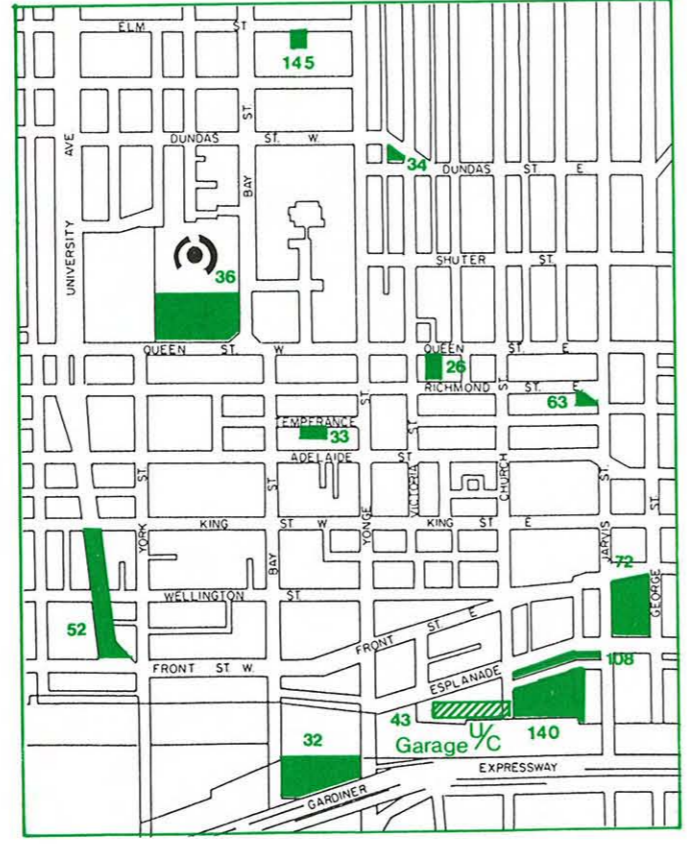 ELM ST
145
UNIVERSITY AVE
DUNDAS ST. W.
BAY ST.
34
DUNDAS ST. E
36
SHUTER ST.
QUEEN ST. W
QUEEN ST. E
26
RICHMOND ST. E.
63
TEMPERANCE
33
ADELAIDE ST
YONGE ST.
VICTORIA ST.
CHURCH ST
JARVIS ST.
GEORGE ST.
YORK ST.
BAY ST.
KING ST W
KING ST E
72
WELLINGTON ST.
52
FRONT ST. E
FRONT ST W.
108
ESPLANADE
43
Garage U/C
140
32
EXPRESSWAY
GARDINER